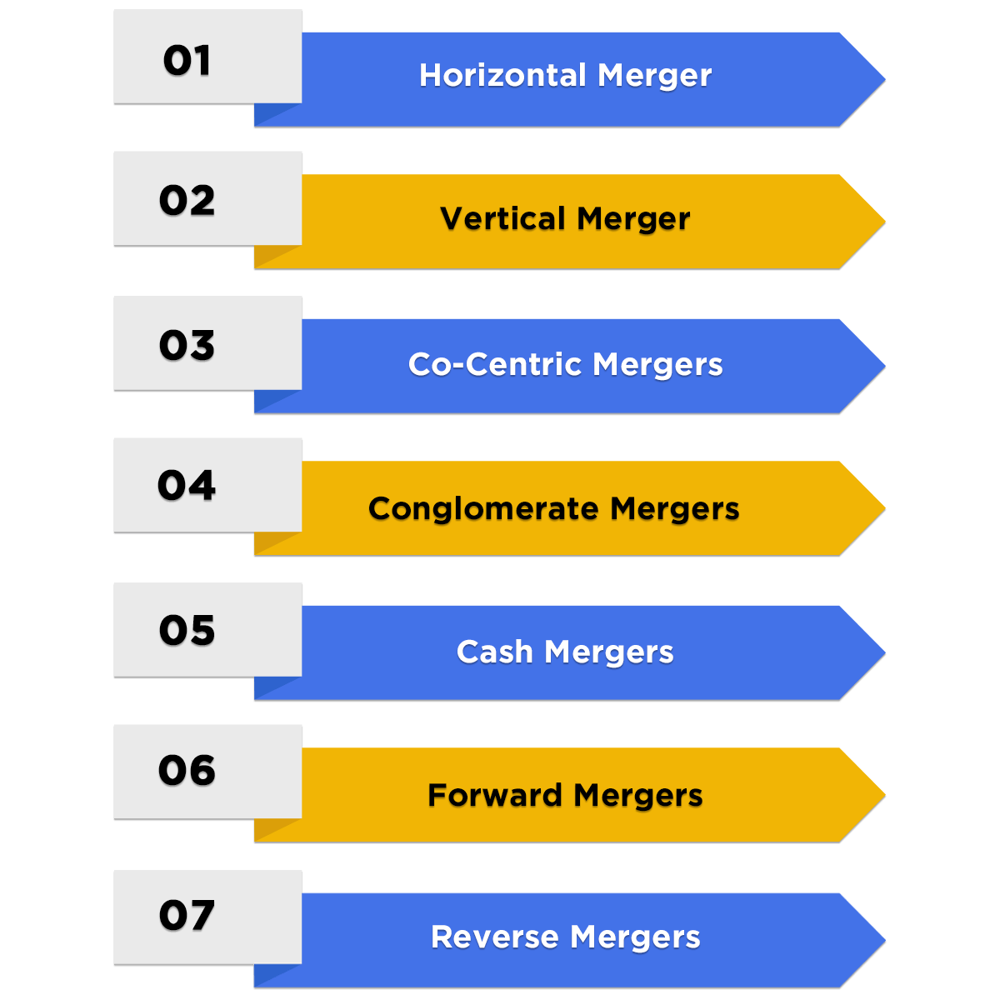 01
Horizontal Merger
02
Vertical Merger
03
Co-Centric Mergers
04
Conglomerate Mergers
05
Cash Mergers
06
Forward Mergers
07
Reverse Mergers